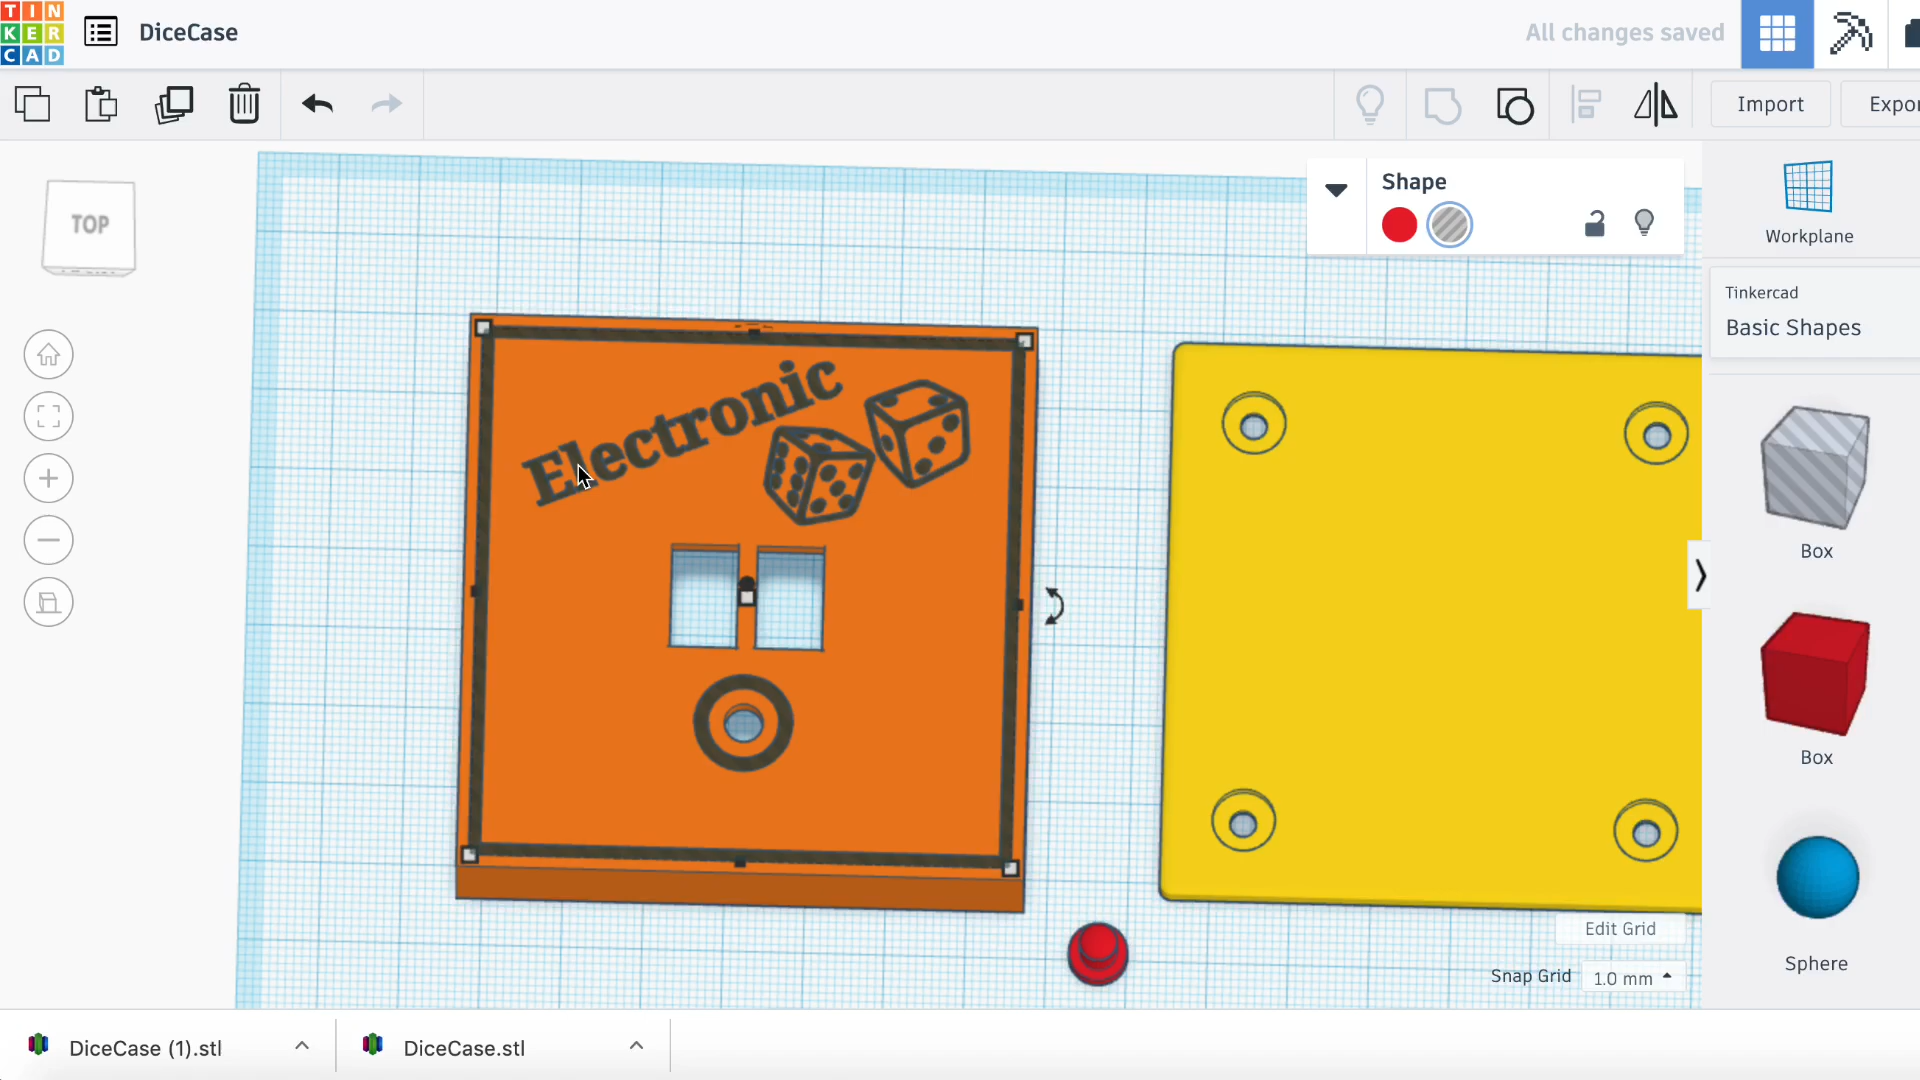 TIN
KER
CAD
DiceCase
All changes saved
Import
Expor
TOP
Shape
Workplane
Tinkercad
Basic Shapes
Electronic
Box
Box
Sphere
Edit Grid
Snap Grid
1.0 mm
DiceCase (1).stl
DiceCase.stl